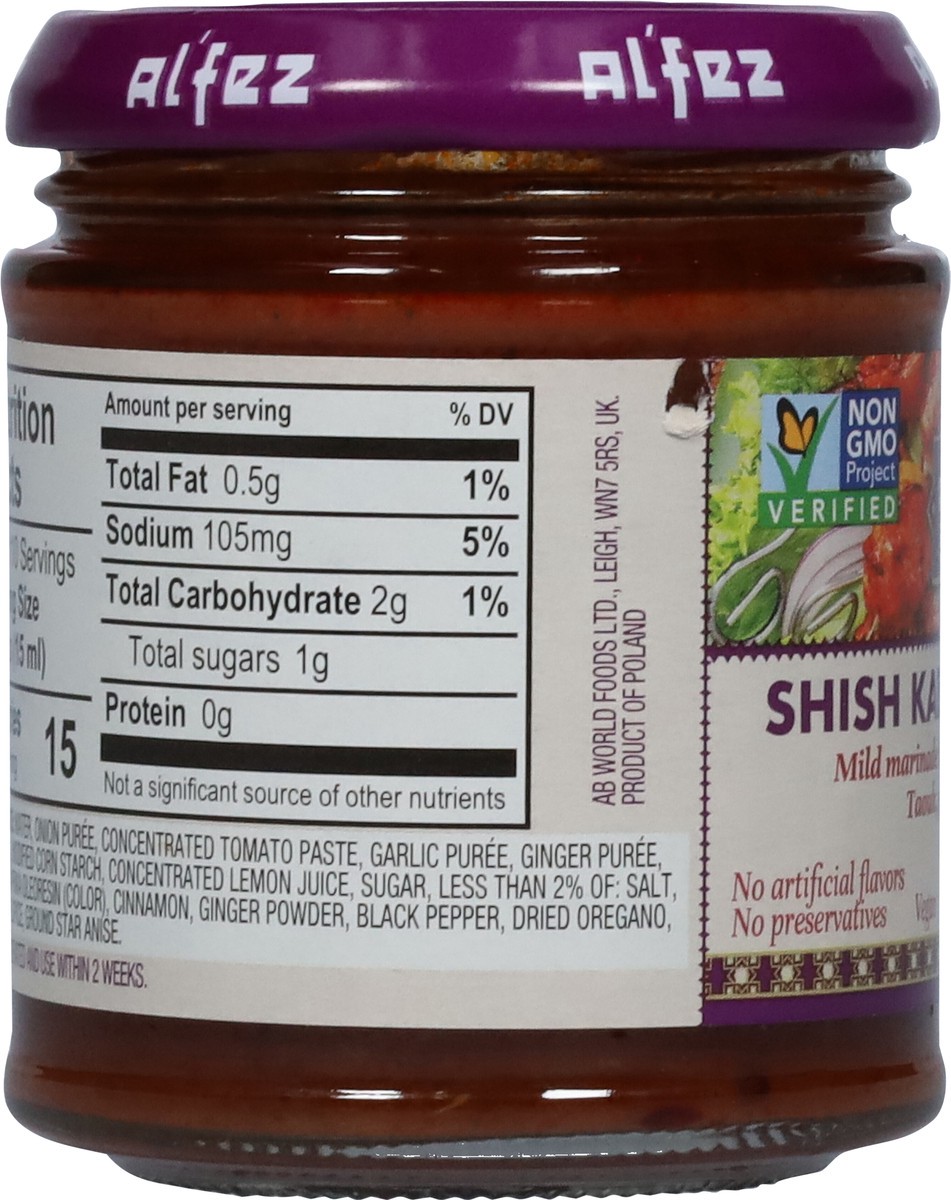 Al'fez Al'fez
Amount per serving % DV
Total Fat 0.5g 1%
Sodium 105mg 5%
Total Carbohydrate 2g 1%
Total sugars 1g
Protein 0g
Not a significant source of other nutrients
Servings
Size
15 ml)
15
ONION PURÉE, CONCENTRATED TOMATO PASTE, GARLIC PURÉE, GINGER PURÉE,
CORN STARCH, CONCENTRATED LEMON JUICE, SUGAR, LESS THAN 2% OF: SALT,
OLEORESIN (COLOR), CINNAMON, GINGER POWDER, BLACK PEPPER, DRIED OREGANO,
GROUND STAR ANISE.
AND USE WITHIN 2 WEEKS.
AB WORLD FOODS LTD., LEIGH, WN7 5RS, UK.
PRODUCT OF POLAND
NON
GMO
Project
VERIFIED
SHISH
Mild
No artificial flavors
No preservatives